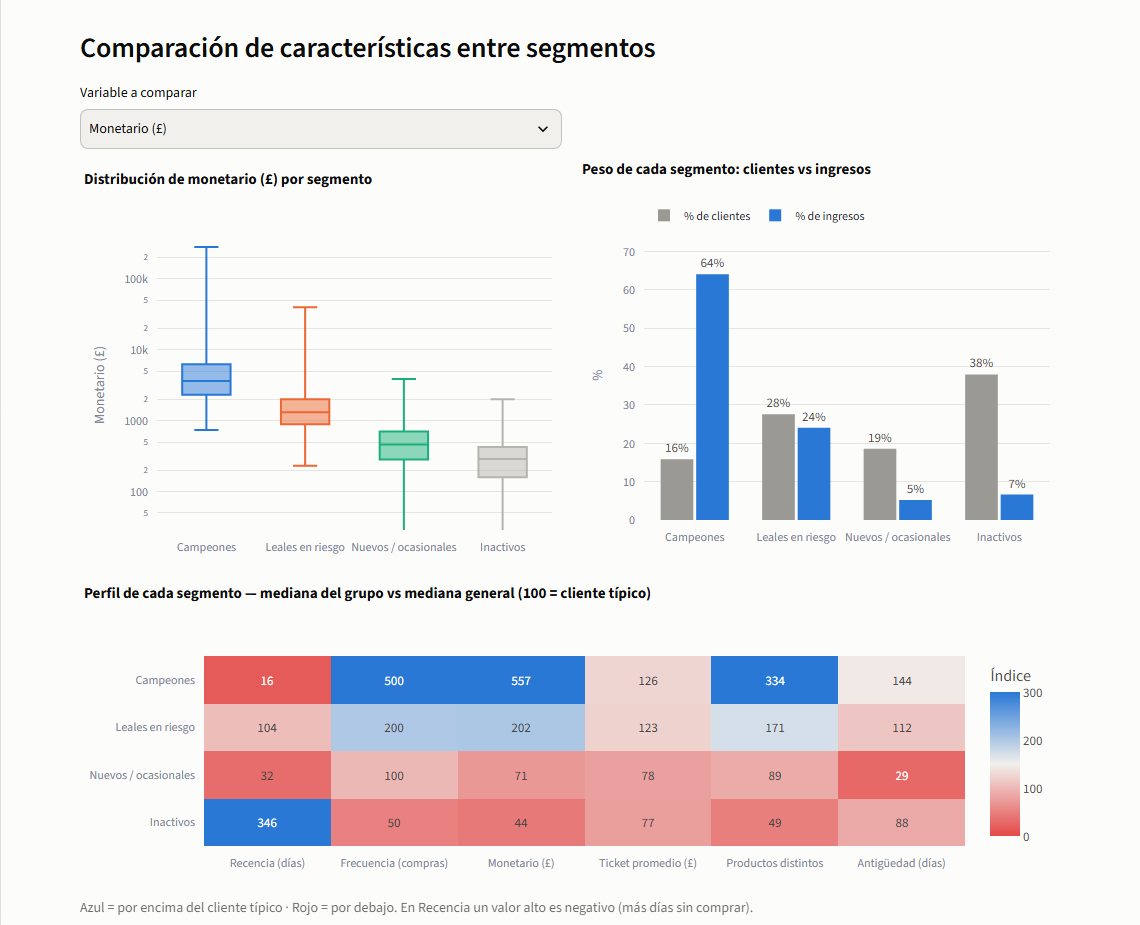 Comparación de características entre segmentos
Variable a comparar
Monetario (£)
Distribución de monetario (£) por segmento
Monetario (£)
2
100k
5
2
10k
5
2
1000
5
2
100
5
Campeones
Leales en riesgo
Nuevos / ocasionales
Inactivos
Peso de cada segmento: clientes vs ingresos
% de clientes
% de ingresos
%
70
60
50
40
30
20
10
0
16%
64%
28%
24%
19%
5%
38%
7%
Campeones
Leales en riesgo
Nuevos / ocasionales
Inactivos
Perfil de cada segmento — mediana del grupo vs mediana general (100 = cliente típico)
Campeones 16 500 557 126 334 144
Leales en riesgo 104 200 202 123 171 112
Nuevos / ocasionales 32 100 71 78 89 29
Inactivos 346 50 44 77 49 88
Recencia (días) Frecuencia (compras) Monetario (£) Ticket promedio (£) Productos distintos Antigüedad (días)
Índice
300
200
100
0
Azul = por encima del cliente típico · Rojo = por debajo. En Recencia un valor alto es negativo (más días sin comprar).